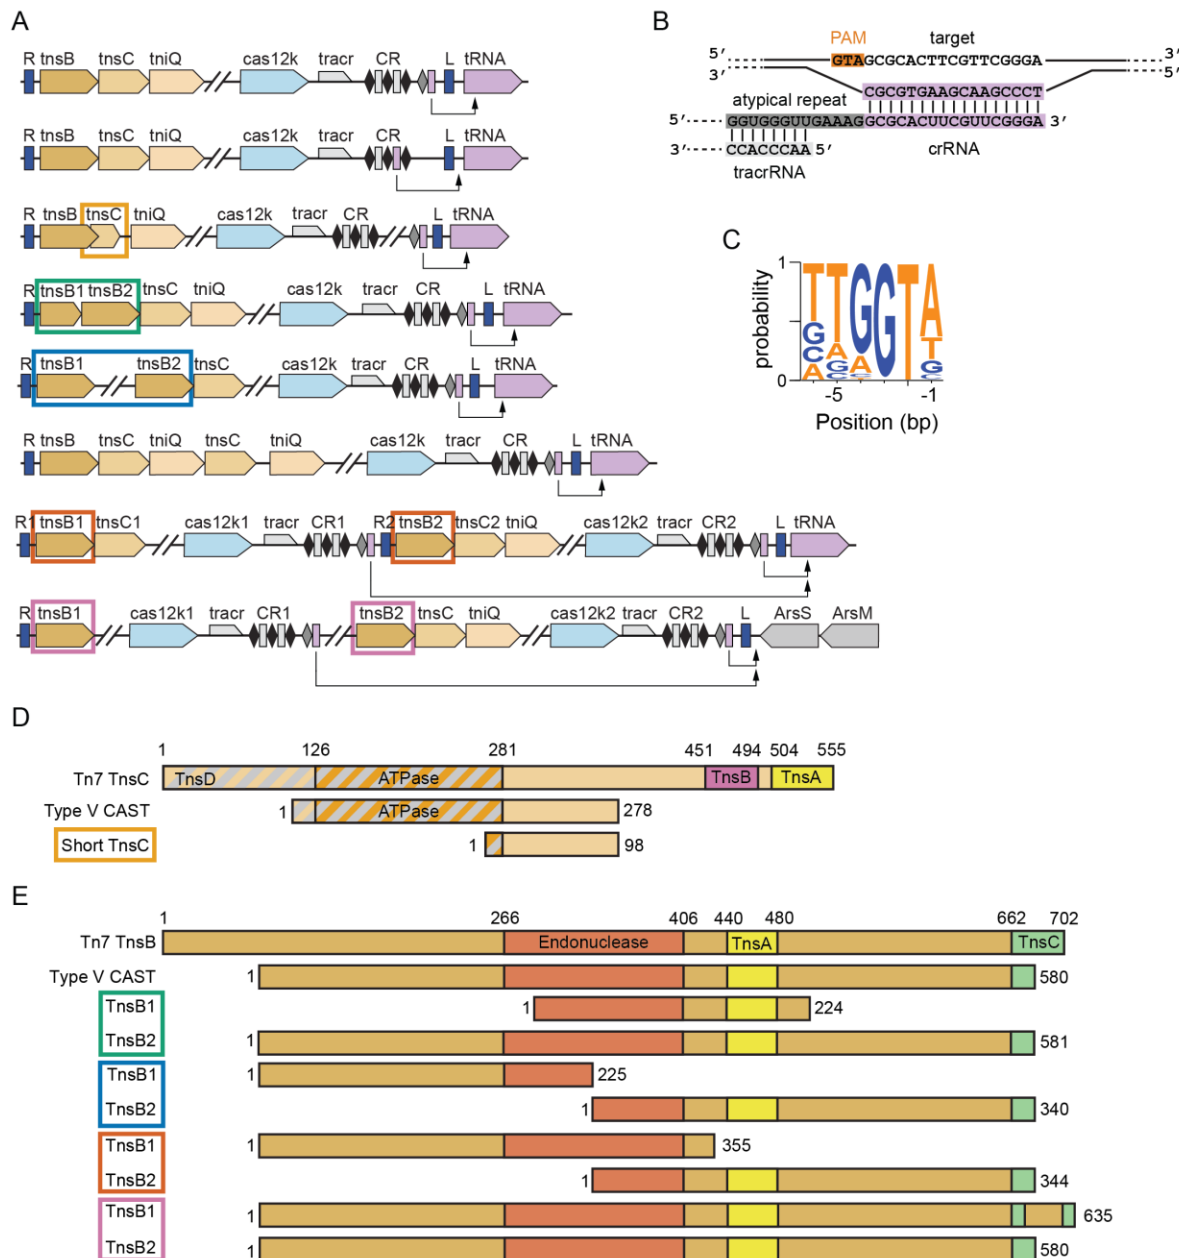 A
R tnsB tnsC tniQ cas12k tracr CR L tRNA
R tnsB tnsC tniQ cas12k tracr CR L tRNA
R tnsB tnsC tniQ cas12k tracr CR L tRNA
R tnsB1 tnsB2 tnsC tniQ cas12k tracr CR L tRNA
R tnsB1 tnsB2 tnsC cas12k tracr CR L tRNA
R tnsB tnsC tniQ tnsC tniQ cas12k tracr CR L tRNA
R1 tnsB1 tnsC1 cas12k1 tracr CR1 R2 tnsB2 tnsC2 tniQ cas12k2 tracr CR2 L tRNA
R tnsB1 cas12k1 tracr CR1 tnsB2 tnsC tniQ cas12k2 tracr CR2 L ArsS ArsM
B
PAM target
5′ GTAGCGCACTTCGTTCGGGA 3′
3′ 5′
CGCGTGAAGCAAGCCCT
atypical repeat
5′ GGUGGGUUGAAAGGCGCACUUCGUUCGGGA 3′
3′ CCACCCAA 5′ crRNA
tracrRNA
C
probability
1
0
TGCA TAGC GAC G T ATGC
-5 -1
Position (bp)
D
1 126 281 451 494 504 555
Tn7 TnsC TnsD ATPase TnsB TnsA
Type V CAST 1 ATPase 278
Short TnsC 1 98
E
1 266 406 440 480 662 702
Tn7 TnsB Endonuclease TnsA TnsC
Type V CAST 1 580
TnsB1 1 224
TnsB2 1 581
TnsB1 1 225
TnsB2 1 340
TnsB1 1 355
TnsB2 1 344
TnsB1 1 635
TnsB2 1 580